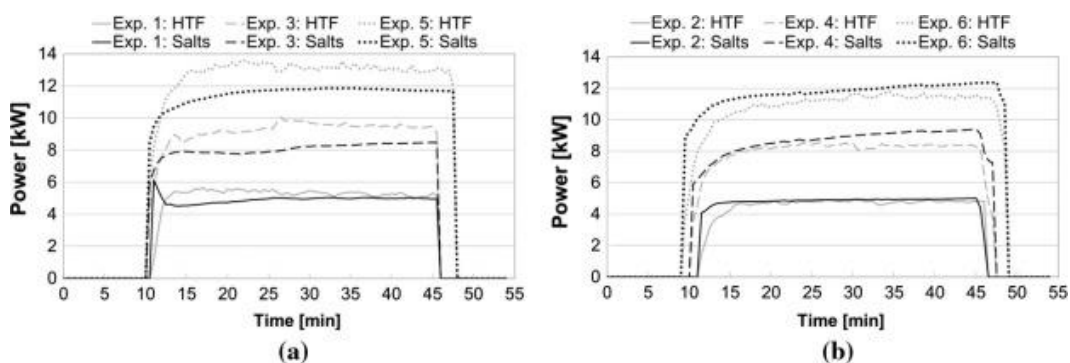 Exp. 1: HTF Exp. 3: HTF Exp. 5: HTF
Exp. 1: Salts Exp. 3: Salts Exp. 5: Salts
14
12
10
8
6
4
2
0
Power [kW]
0 5 10 15 20 25 30 35 40 45 50 55
Time [min]
(a)
Exp. 2: HTF Exp. 4: HTF Exp. 6: HTF
Exp. 2: Salts Exp. 4: Salts Exp. 6: Salts
14
12
10
8
6
4
2
0
Power [kW]
0 5 10 15 20 25 30 35 40 45 50 55
Time [min]
(b)